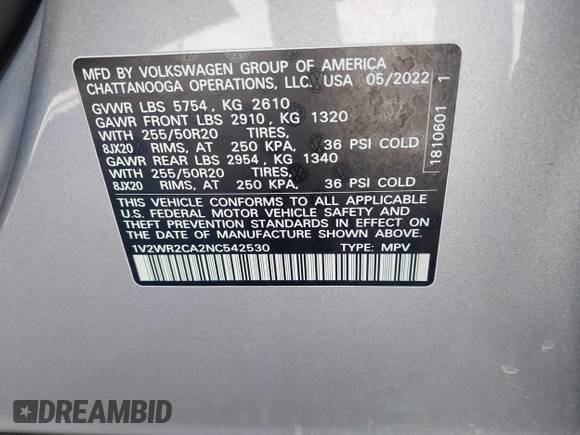 MFD BY VOLKSWAGEN GROUP OF AMERICA
CHATTANOOGA OPERATIONS, LLC. USA 05/2022
GVWR LBS 5754 , KG 2610
GAWR FRONT LBS 2910 , KG 1320
WITH 255/50R20 TIRES,
8JX20 RIMS, AT 250 KPA, 36 PSI COLD
GAWR REAR LBS 2954 , KG 1340
WITH 255/50R20 TIRES,
8JX20 RIMS, AT 250 KPA, 36 PSI COLD
THIS VEHICLE CONFORMS TO ALL APPLICABLE
U.S. FEDERAL MOTOR VEHICLE SAFETY AND
THEFT PREVENTION STANDARDS IN EFFECT ON
DATE OF MANUFACTURE SHOWN ABOVE.
1V2WR2CA2NC542530 TYPE: MPV
1810601 1
DREAMBID